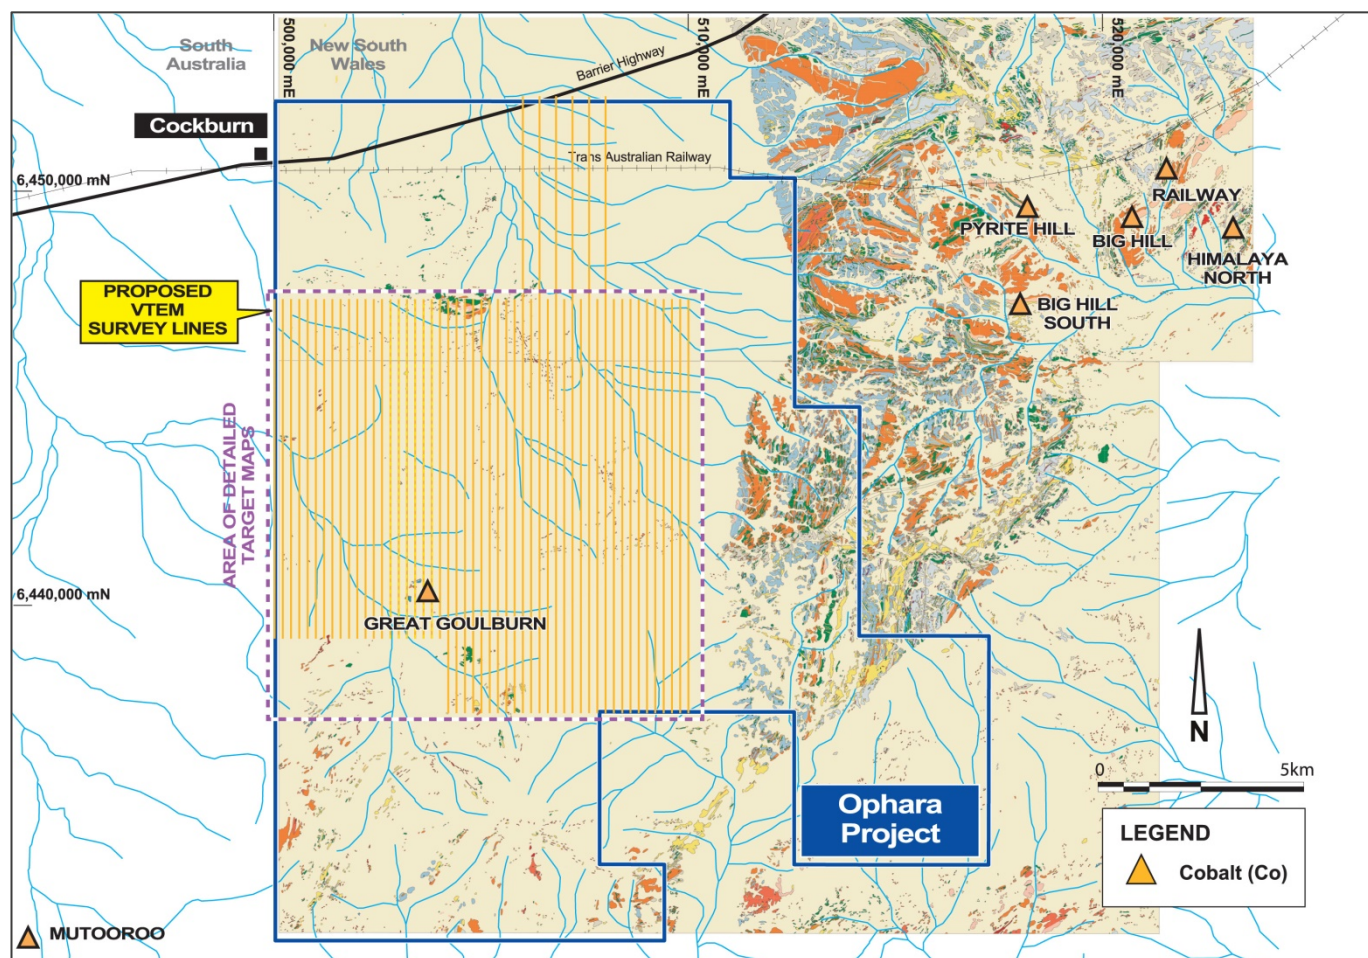 South
Australia
New South
Wales
500,000 mE
510,000 mE
520,000 mE
Barrier Highway
Cockburn
Trans Australian Railway
6,450,000 mN
RAILWAY
PYRITE HILL
BIG HILL
HIMALAYA
NORTH
PROPOSED
VTEM
SURVEY LINES
BIG HILL
SOUTH
AREA OF DETAILED
TARGET MAPS
6,440,000 mN
GREAT GOULBURN
N
0
5km
Ophara
Project
LEGEND
Cobalt (Co)
MUTOOROO